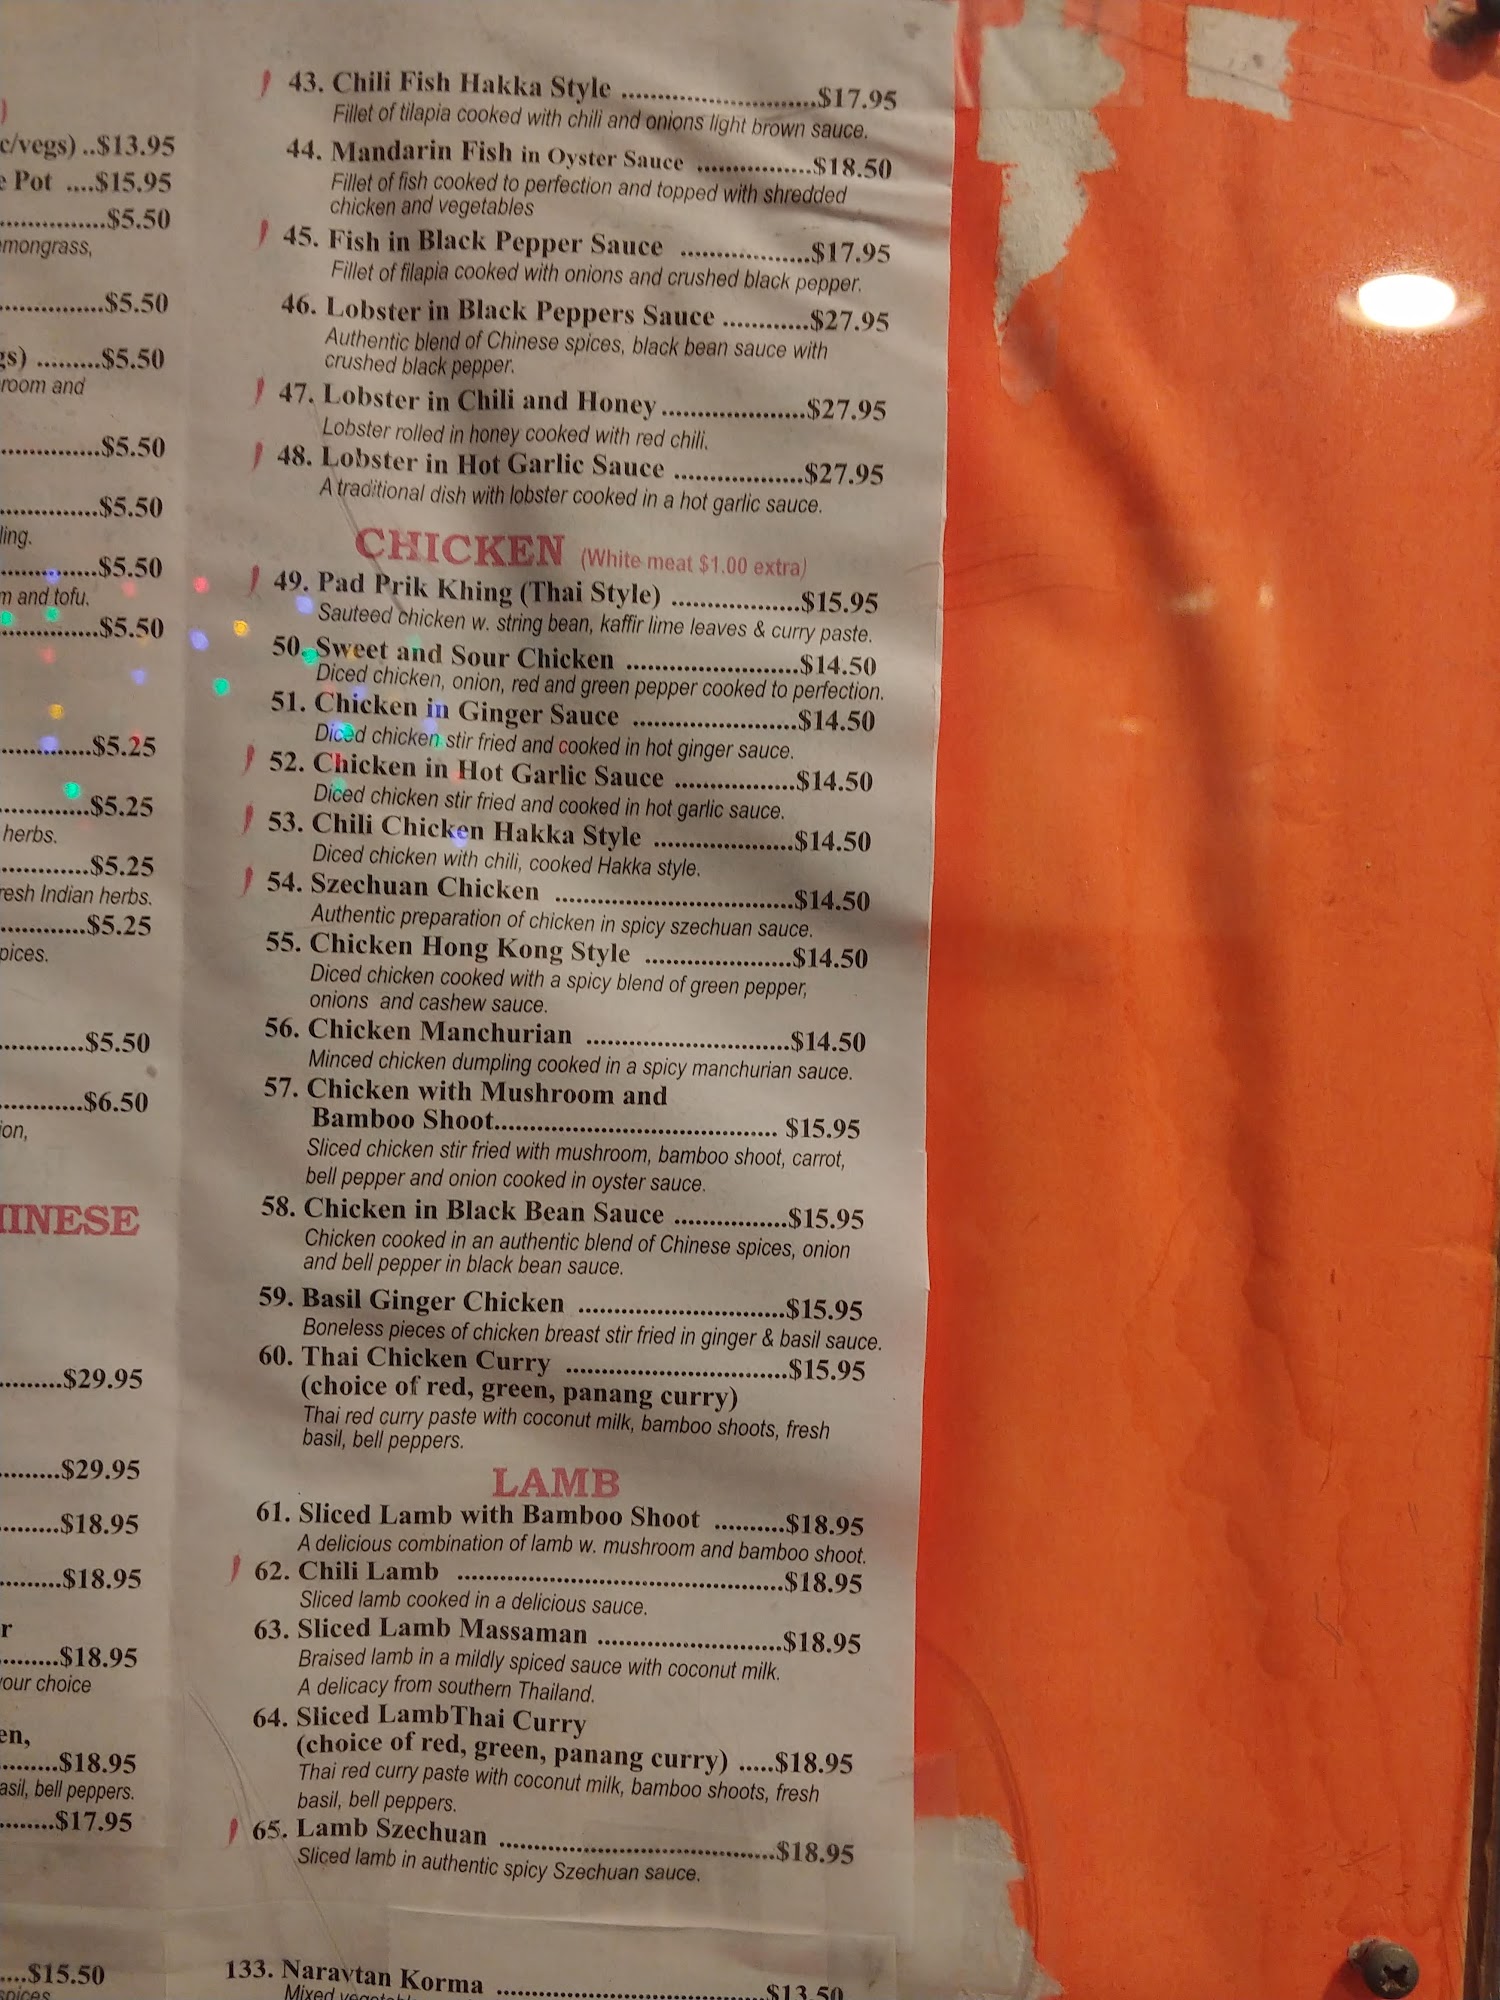 )
c/vegs) ..$13.95
e Pot ....$15.95
...............$5.50
mongrass,
...............$5.50
gs) .........$5.50
room and
...............$5.50
...............$5.50
ling.
...............$5.50
m and tofu.
...............$5.50
.............$5.25
.............$5.25
herbs.
.............$5.25
resh Indian herbs.
.............$5.25
pices.
.............$5.50
.............$6.50
ion,
HINESE
.........$29.95
.........$29.95
.........$18.95
.........$18.95
r
.........$18.95
your choice
en,
.........$18.95
asil, bell peppers.
........$17.95
....$15.50
spices
43. Chili Fish Hakka Style ............................$17.95
Fillet of tilapia cooked with chili and onions light brown sauce.
44. Mandarin Fish in Oyster Sauce ................$18.50
Fillet of fish cooked to perfection and topped with shredded
chicken and vegetables
45. Fish in Black Pepper Sauce ..................$17.95
Fillet of filapia cooked with onions and crushed black pepper.
46. Lobster in Black Peppers Sauce ............$27.95
Authentic blend of Chinese spices, black bean sauce with
crushed black pepper.
47. Lobster in Chili and Honey....................$27.95
Lobster rolled in honey cooked with red chili.
48. Lobster in Hot Garlic Sauce ..................$27.95
A traditional dish with lobster cooked in a hot garlic sauce.
CHICKEN (White meat $1.00 extra)
49. Pad Prik Khing (Thai Style) ..................$15.95
Sauteed chicken w. string bean, kaffir lime leaves & curry paste.
50. Sweet and Sour Chicken ........................$14.50
Diced chicken, onion, red and green pepper cooked to perfection.
51. Chicken in Ginger Sauce .......................$14.50
Diced chicken stir fried and cooked in hot ginger sauce.
52. Chicken in Hot Garlic Sauce .................$14.50
Diced chicken stir fried and cooked in hot garlic sauce.
53. Chili Chicken Hakka Style ....................$14.50
Diced chicken with chili, cooked Hakka style.
54. Szechuan Chicken ..................................$14.50
Authentic preparation of chicken in spicy szechuan sauce.
55. Chicken Hong Kong Style .....................$14.50
Diced chicken cooked with a spicy blend of green pepper,
onions and cashew sauce.
56. Chicken Manchurian .............................$14.50
Minced chicken dumpling cooked in a spicy manchurian sauce.
57. Chicken with Mushroom and
Bamboo Shoot........................................ $15.95
Sliced chicken stir fried with mushroom, bamboo shoot, carrot,
bell pepper and onion cooked in oyster sauce.
58. Chicken in Black Bean Sauce ................$15.95
Chicken cooked in an authentic blend of Chinese spices, onion
and bell pepper in black bean sauce.
59. Basil Ginger Chicken .............................$15.95
Boneless pieces of chicken breast stir fried in ginger & basil sauce.
60. Thai Chicken Curry ...............................$15.95
(choice of red, green, panang curry)
Thai red curry paste with coconut milk, bamboo shoots, fresh
basil, bell peppers.
LAMB
61. Sliced Lamb with Bamboo Shoot ..........$18.95
A delicious combination of lamb w. mushroom and bamboo shoot.
62. Chili Lamb ..............................................$18.95
Sliced lamb cooked in a delicious sauce.
63. Sliced Lamb Massaman ..........................$18.95
Braised lamb in a mildly spiced sauce with coconut milk.
A delicacy from southern Thailand.
64. Sliced LambThai Curry
(choice of red, green, panang curry) .....$18.95
Thai red curry paste with coconut milk, bamboo shoots, fresh
basil, bell peppers.
65. Lamb Szechuan .......................................$18.95
Sliced lamb in authentic spicy Szechuan sauce.
133. Naravtan Korma ......................................$13.50
Mixed